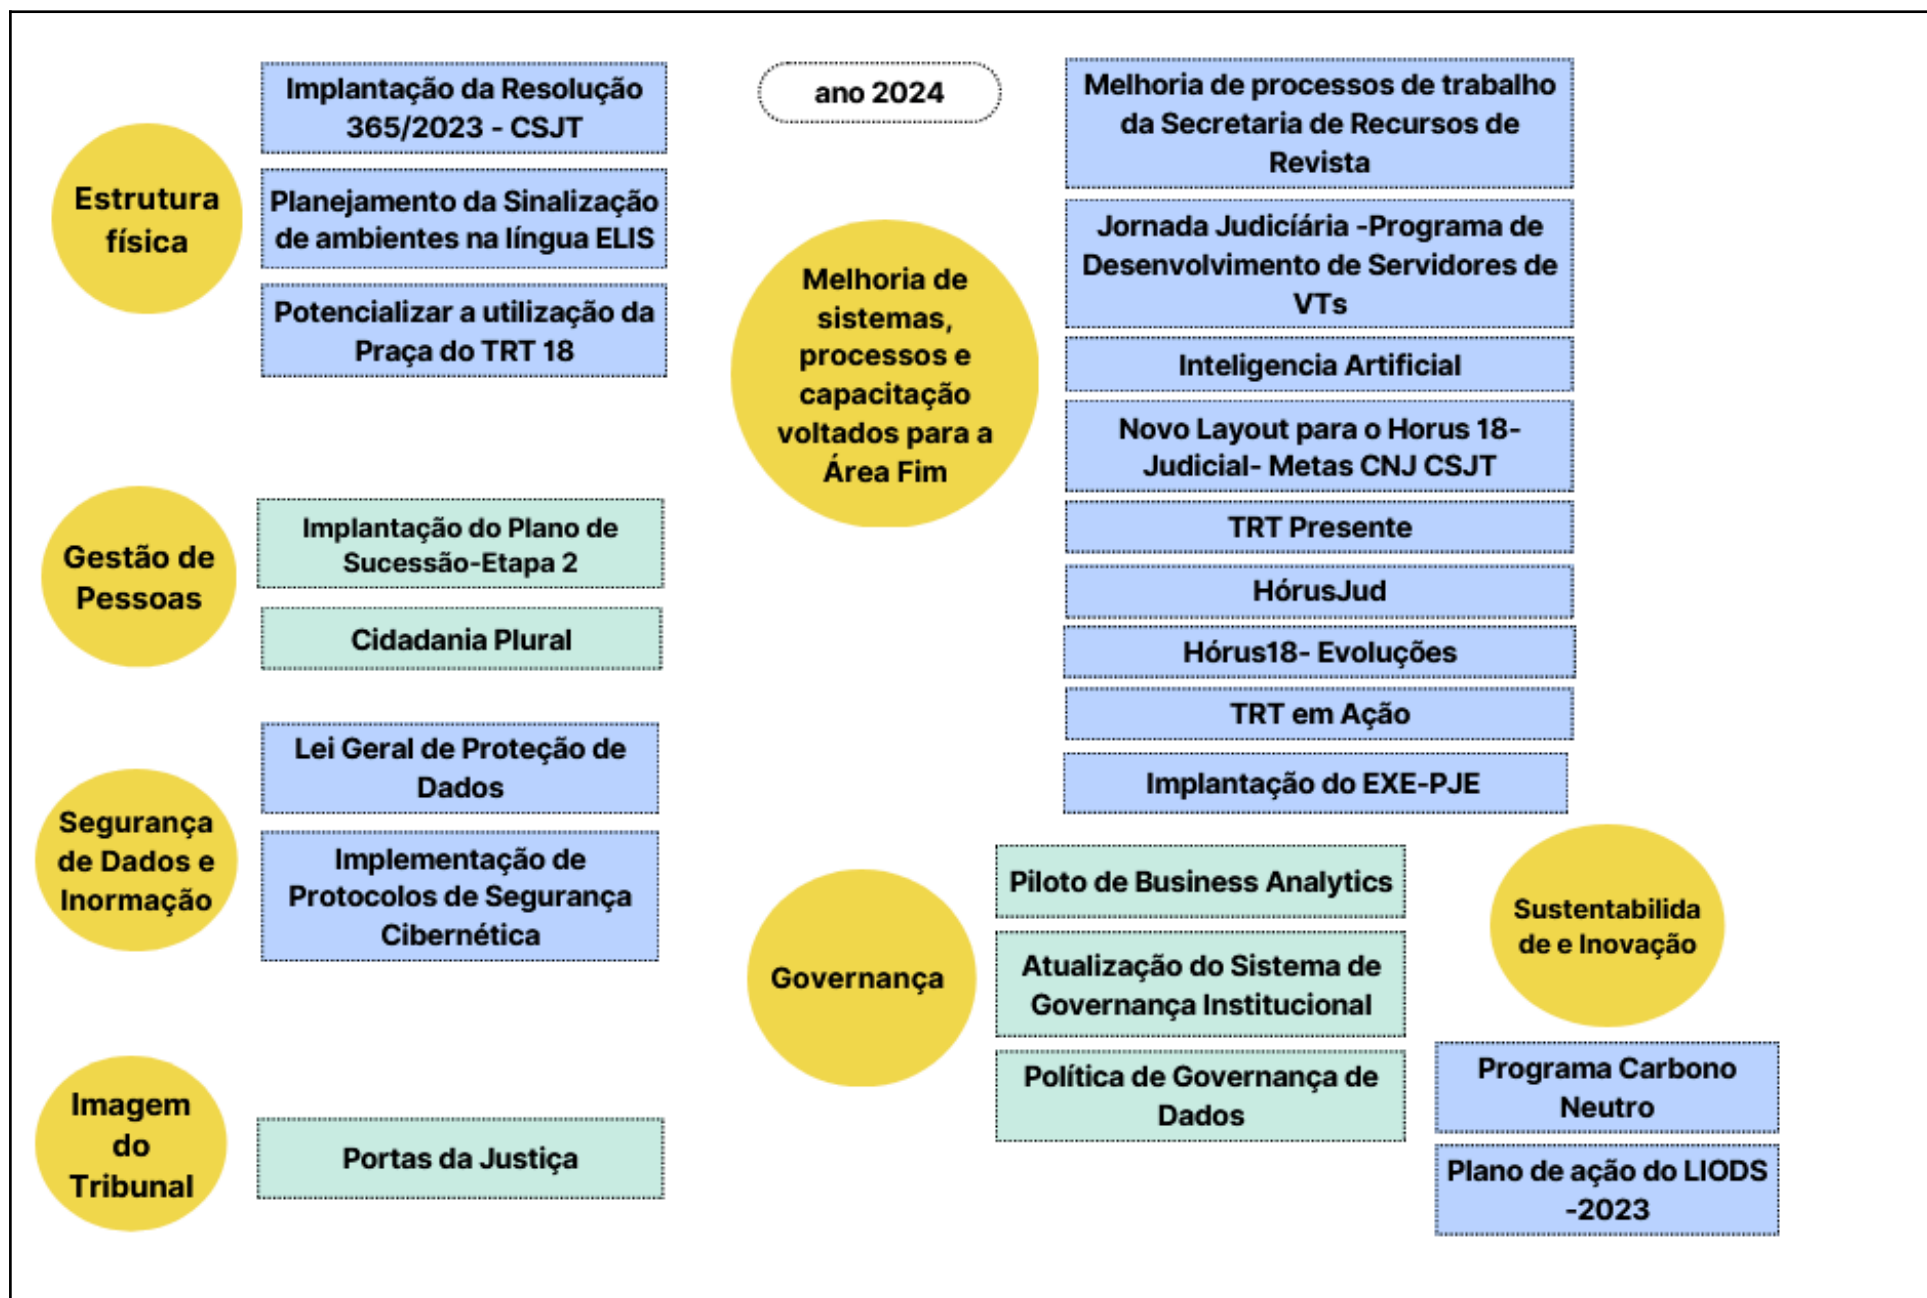 Estrutura
física
Implantação da Resolução
365/2023 - CSJT
Planejamento da Sinalização
de ambientes na língua ELIS
Potencializar a utilização da
Praça do TRT 18
Gestão de
Pessoas
Implantação do Plano de
Sucessão-Etapa 2
Cidadania Plural
Segurança
de Dados e
Inormação
Lei Geral de Proteção de
Dados
Implementação de
Protocolos de Segurança
Cibernética
Imagem
do
Tribunal
Portas da Justiça
ano 2024
Melhoria de
sistemas,
processos e
capacitação
voltados para a
Área Fim
Melhoria de processos de trabalho
da Secretaria de Recursos de
Revista
Jornada Judicíária -Programa de
Desenvolvimento de Servidores de
VTs
Inteligencia Artificial
Novo Layout para o Horus 18-
Judicial- Metas CNJ CSJT
TRT Presente
HórusJud
Hórus18- Evoluções
TRT em Ação
Implantação do EXE-PJE
Governança
Piloto de Business Analytics
Atualização do Sistema de
Governança Institucional
Política de Governança de
Dados
Sustentabilida
de e Inovação
Programa Carbono
Neutro
Plano de ação do LIODS
-2023